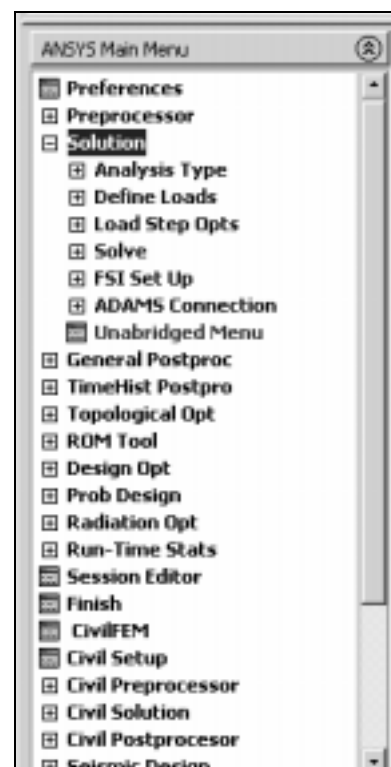 ANSYS Main Menu
Preferences
Preprocessor
Solution
Analysis Type
Define Loads
Load Step Opts
Solve
FSI Set Up
ADAMS Connection
Unabridged Menu
General Postproc
TimeHist Postpro
Topological Opt
ROM Tool
Design Opt
Prob Design
Radiation Opt
Run-Time Stats
Session Editor
Finish
CivilFEM
Civil Setup
Civil Preprocessor
Civil Solution
Civil Postprocesor
Seismic Design